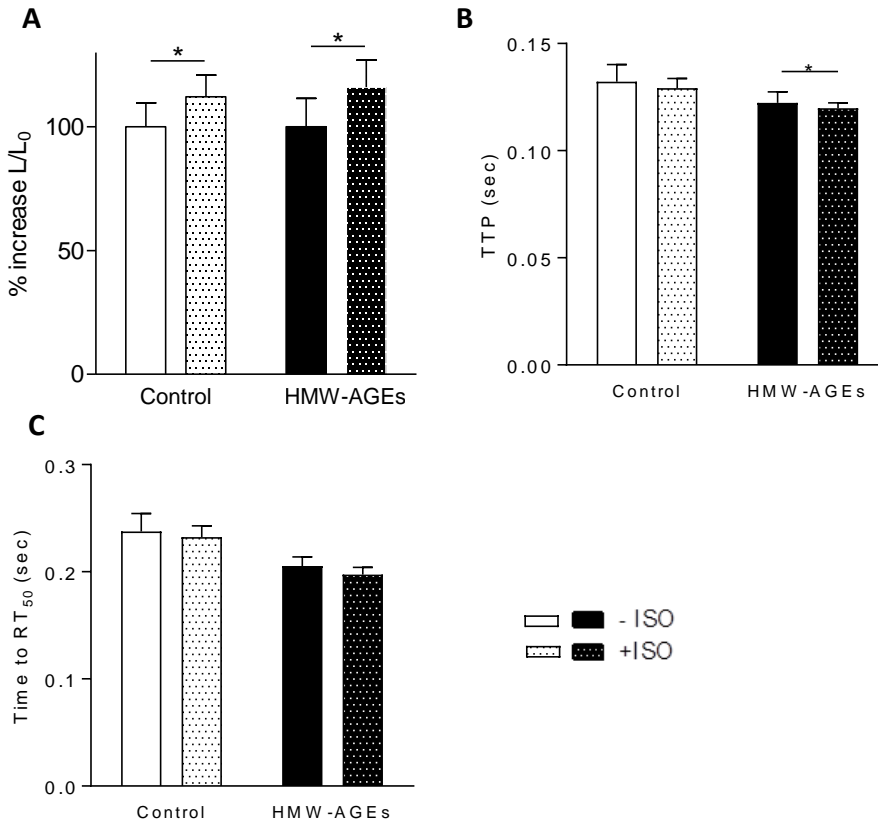 A
% increase L/L0
100
50
0
*
*
Control HMW-AGEs
B
TTP (sec)
0.15
0.10
0.05
0.00
*
Control HMW-AGEs
C
Time to RT50 (sec)
0.3
0.2
0.1
0.0
Control HMW-AGEs
- ISO
+ISO